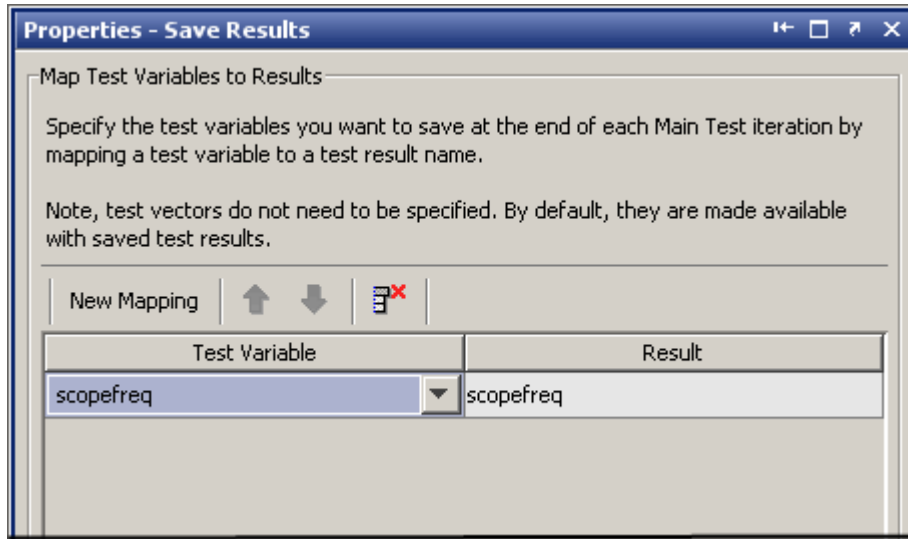 Properties - Save Results
Map Test Variables to Results
Specify the test variables you want to save at the end of each Main Test iteration by
mapping a test variable to a test result name.
Note, test vectors do not need to be specified. By default, they are made available
with saved test results.
New Mapping
Test Variable Result
scopefreq scopefreq